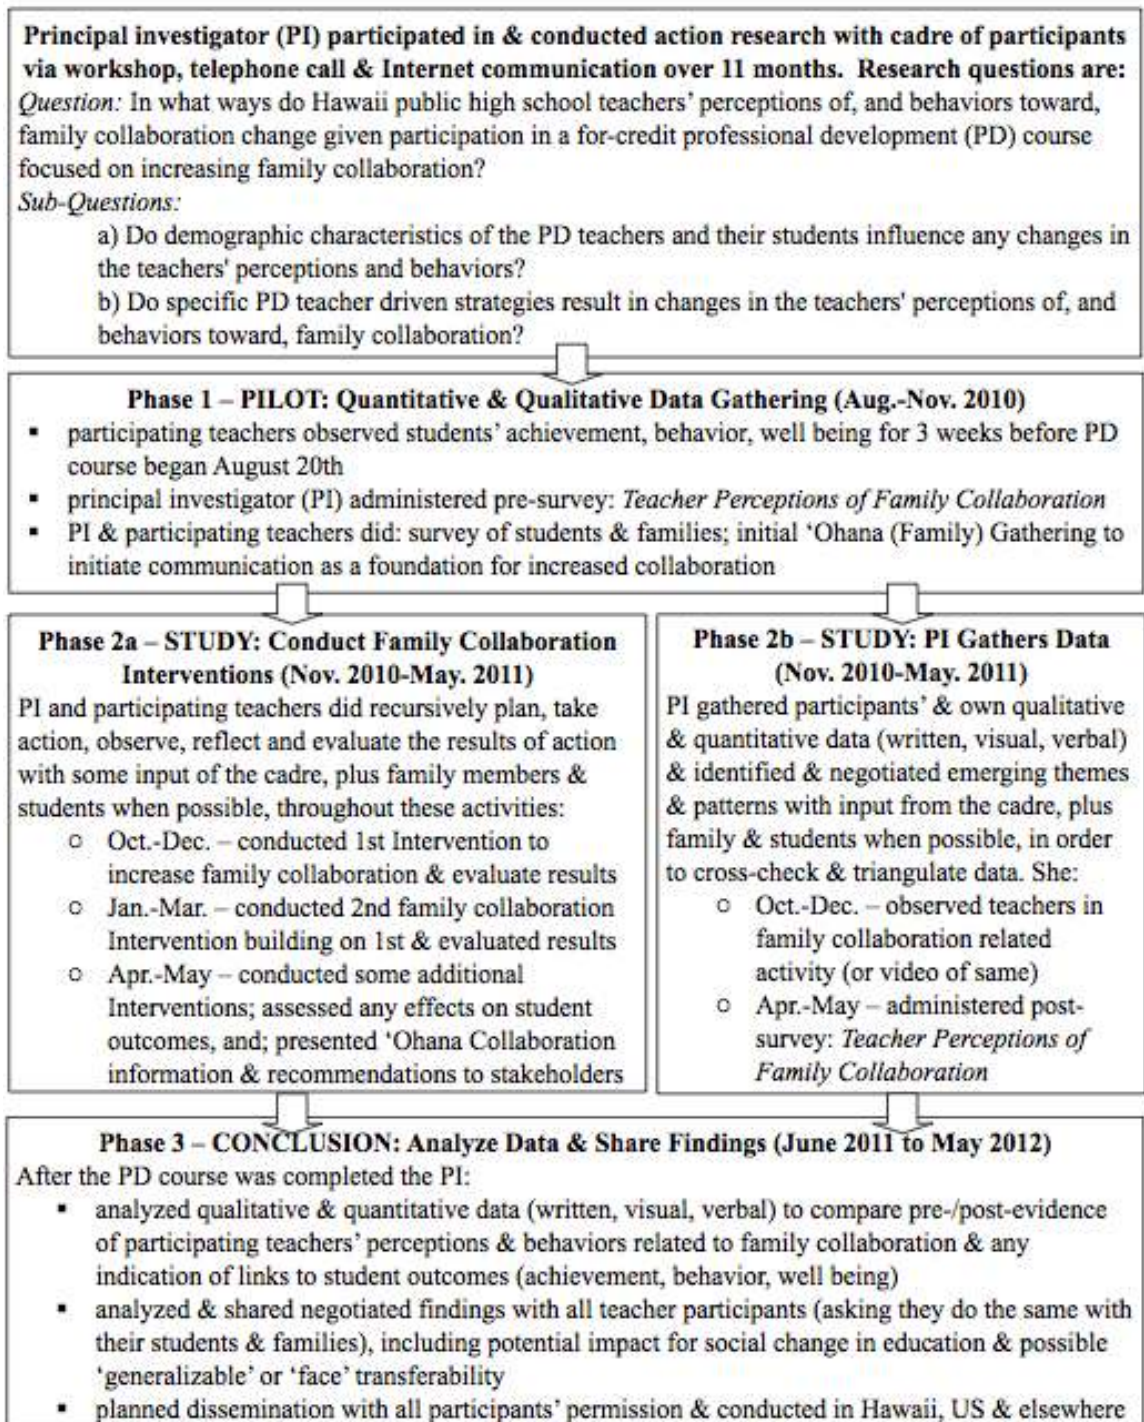 Principal investigator (PI) participated in & conducted action research with cadre of participants
via workshop, telephone call & Internet communication over 11 months.  Research questions are:
Question: In what ways do Hawaii public high school teachers’ perceptions of, and behaviors toward,
family collaboration change given participation in a for-credit professional development (PD) course
focused on increasing family collaboration?
Sub-Questions:
a) Do demographic characteristics of the PD teachers and their students influence any changes in
the teachers' perceptions and behaviors?
b) Do specific PD teacher driven strategies result in changes in the teachers' perceptions of, and
behaviors toward, family collaboration?
Phase 1 – PILOT: Quantitative & Qualitative Data Gathering (Aug.-Nov. 2010)
▪ participating teachers observed students’ achievement, behavior, well being for 3 weeks before PD
course began August 20th
▪ principal investigator (PI) administered pre-survey: Teacher Perceptions of Family Collaboration
▪ PI & participating teachers did: survey of students & families; initial ‘Ohana (Family) Gathering to
initiate communication as a foundation for increased collaboration
Phase 2a – STUDY: Conduct Family Collaboration
Interventions (Nov. 2010-May. 2011)
PI and participating teachers did recursively plan, take
action, observe, reflect and evaluate the results of action
with some input of the cadre, plus family members &
students when possible, throughout these activities:
o Oct.-Dec. – conducted 1st Intervention to
increase family collaboration & evaluate results
o Jan.-Mar. – conducted 2nd family collaboration
Intervention building on 1st & evaluated results
o Apr.-May – conducted some additional
Interventions; assessed any effects on student
outcomes, and; presented ‘Ohana Collaboration
information & recommendations to stakeholders
Phase 2b – STUDY: PI Gathers Data
(Nov. 2010-May. 2011)
PI gathered participants’ & own qualitative
& quantitative data (written, visual, verbal)
& identified & negotiated emerging themes
& patterns with input from the cadre, plus
family & students when possible, in order
to cross-check & triangulate data. She:
o Oct.-Dec. – observed teachers in
family collaboration related
activity (or video of same)
o Apr.-May – administered post-
survey: Teacher Perceptions of
Family Collaboration
Phase 3 – CONCLUSION: Analyze Data & Share Findings (June 2011 to May 2012)
After the PD course was completed the PI:
▪ analyzed qualitative & quantitative data (written, visual, verbal) to compare pre-/post-evidence
of participating teachers’ perceptions & behaviors related to family collaboration & any
indication of links to student outcomes (achievement, behavior, well being)
▪ analyzed & shared negotiated findings with all teacher participants (asking they do the same with
their students & families), including potential impact for social change in education & possible
‘generalizable’ or ‘face’ transferability
▪ planned dissemination with all participants’ permission & conducted in Hawaii, US & elsewhere